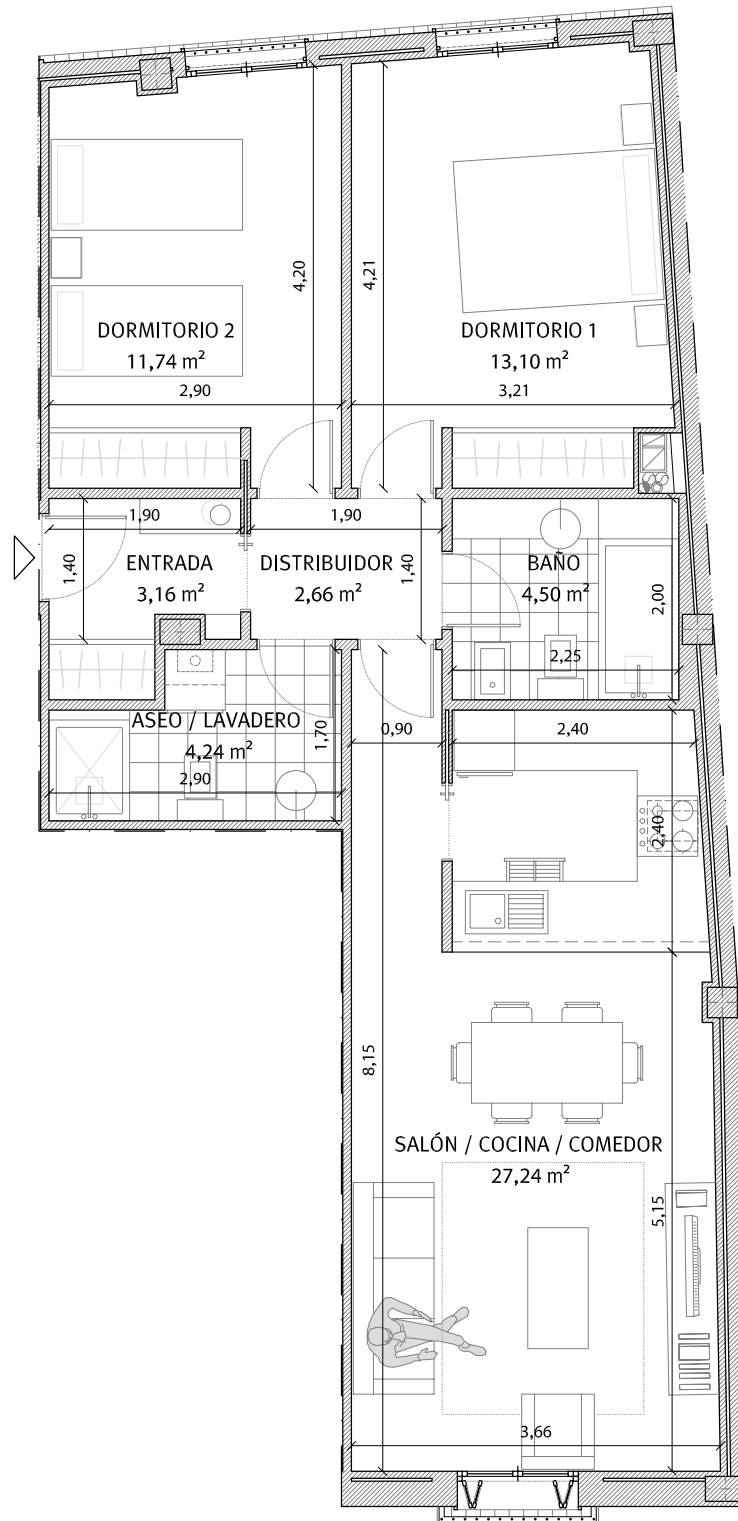 4,20
4,21
DORMITORIO 2
11,74 m²
2,90
DORMITORIO 1
13,10 m²
3,21
1,90
1,90
1,40
ENTRADA
3,16 m²
DISTRIBUIDOR
2,66 m²
1,40
BAÑO
4,50 m²
2,00
2,25
ASEO / LAVADERO
4,24 m²
1,70
2,90
0,90
2,40
2,40
8,15
SALÓN / COCINA / COMEDOR
27,24 m²
5,15
3,66